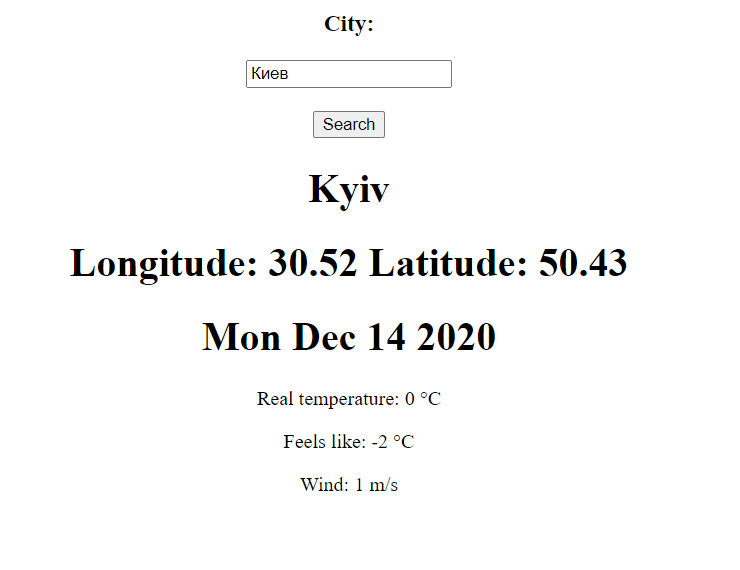 City:
Киев
Search
Kyiv
Longitude: 30.52 Latitude: 50.43
Mon Dec 14 2020
Real temperature: 0 °C
Feels like: -2 °C
Wind: 1 m/s